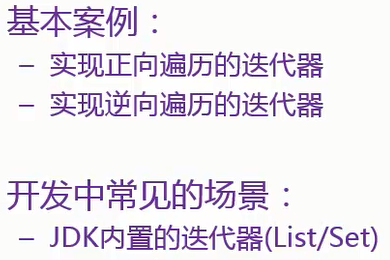 基本案例：
– 实现正向遍历的迭代器
– 实现逆向遍历的迭代器
开发中常见的场景：
– JDK内置的迭代器(List/Set)